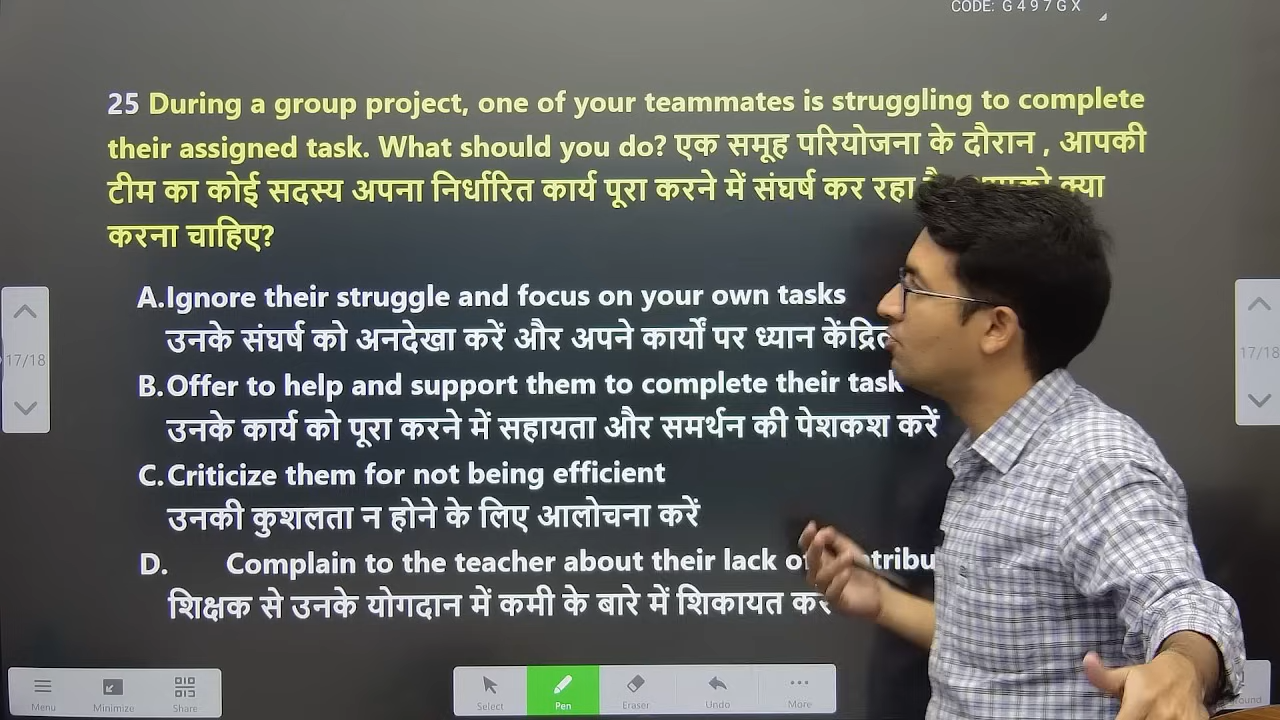 CODE: G497GX
25 During a group project, one of your teammates is struggling to complete
their assigned task. What should you do? एक समूह परियोजना के दौरान , आपकी
टीम का कोई सदस्य अपना निर्धारित कार्य पूरा करने में संघर्ष कर रहा क्या
करना चाहिए?
A.Ignore their struggle and focus on your own tasks
उनके संघर्ष को अनदेखा करें और अपने कार्यों पर ध्यान
B.Offer to help and support them to complete their task
उनके कार्य को पूरा करने में सहायता और समर्थन की पेशकश करें
C.Criticize them for not being efficient
उनकी कुशलता न होने के लिए आलोचना करें
D. Complain to the teacher about their lack
शिक्षक से उनके योगदान में कमी के बारे में शिकायत
17/18
17/18
Menu Minimize Share Select Pen Eraser Undo More